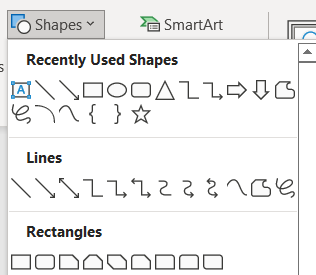 Shapes SmartArt
Recently Used Shapes
A
Lines
Rectangles